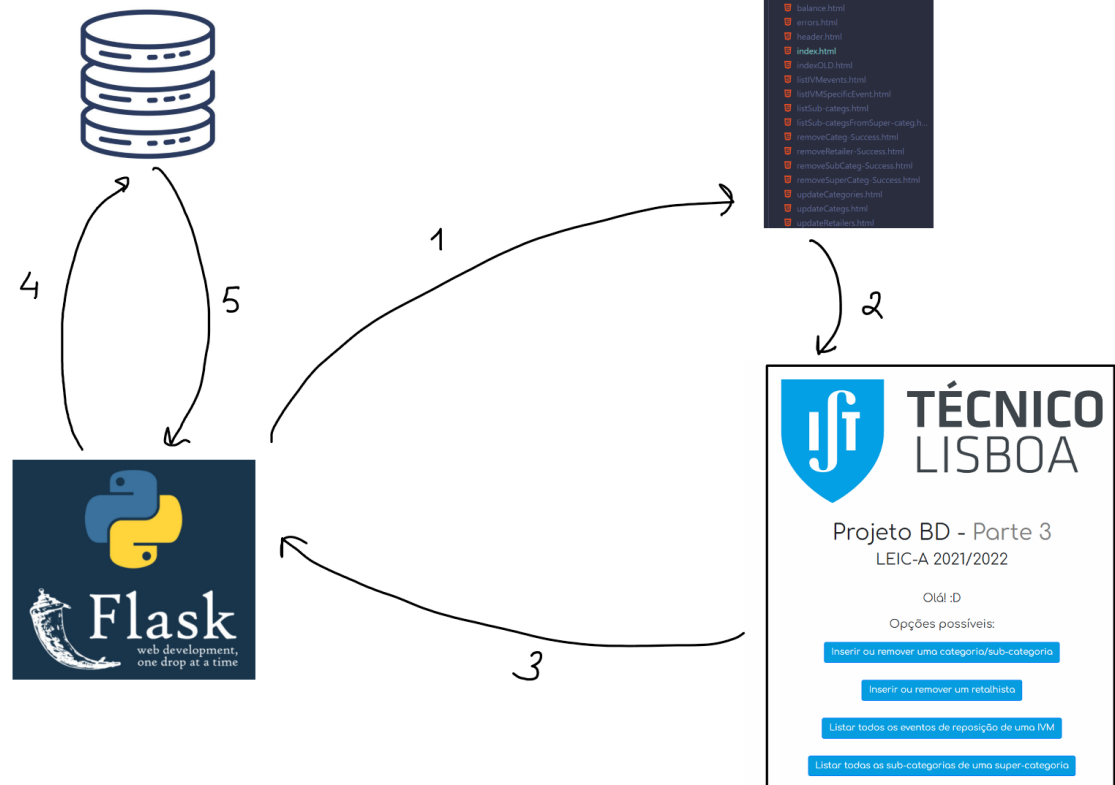 balance.html
errors.html
header.html
index.html
indexOLD.html
listIVMevents.html
listIVMSpecificEvent.html
listSub-categs.html
listSub-categsFromSuper-categ.h...
removeCateg-Success.html
removeRetailer-Success.html
removeSubCateg-Success.html
removeSuperCateg-Success.html
updateCategories.html
updateCategs.html
updateRetailers.html
1
4
5
2
TÉCNICO
LISBOA
Projeto BD - Parte 3
LEIC-A 2021/2022
Olá! :D
Opções possíveis:
Inserir ou remover uma categoria/sub-categoria
Inserir ou remover um retalhista
Listar todos os eventos de reposição de uma IVM
Listar todas as sub-categorias de uma super-categoria
Flask
web development,
one drop at a time
3